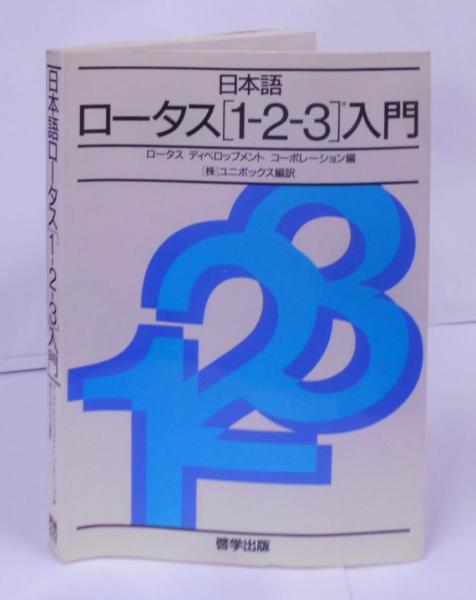 日本語
ロータス[1-2-3]®入門
ロータス ディベロップメント コーポレーション編
[株]ユニボックス編訳
123
啓学出版
日本語ロータス[1-2-3]入門